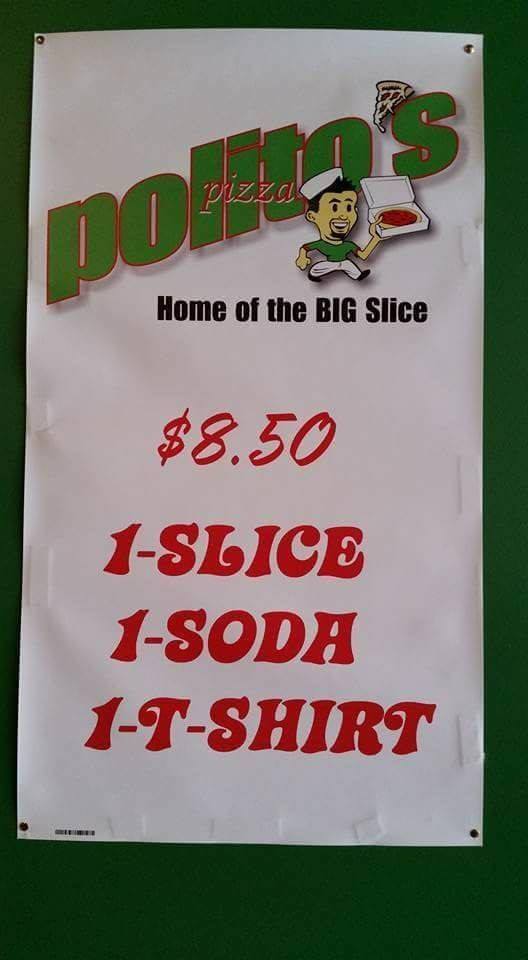 polito's
pizza
Home of the BIG Slice
$8.50
1-SLICE
1-SODA
1-T-SHIRT